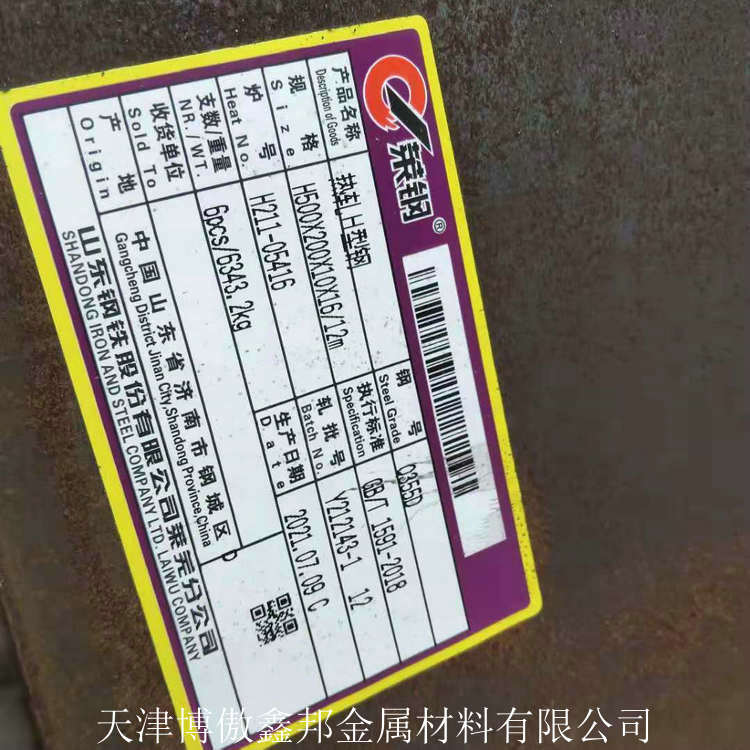 莱钢®
产品名称 热轧H型钢 钢 号 Q355D
Description of Goods Steel Grade
规 格 H500X200X10X16/12m 执行标准 GB/T 1591-2018
Size Specification
炉 号 H211-05416 轧批号 Y212143-1 12
Heat No. Batch No.
支数/重量 6pcs/6343.2kg 生产日期 2021.07.09 C
NR./WT. Date
收货单位 D
Sold To
产 地 中国山东省济南市钢城区
Origin Gangcheng District Jinan City,Shandong Province,China
山东钢铁股份有限公司莱芜分公司
SHANDONG IRON AND STEEL COMPANY LTD. LAIWU COMPANY
天津博傲鑫邦金属材料有限公司